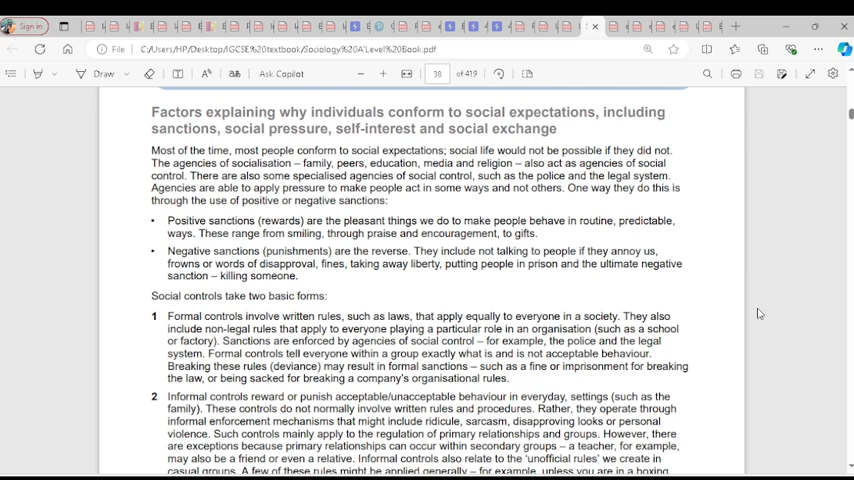 Sign in
File
C:/Users/HP/Desktop/IGCSE%20textbook/Sociology%20A'Level%20Book.pdf
Draw
Ask Copilot
38
of 419
Factors explaining why individuals conform to social expectations, including
sanctions, social pressure, self-interest and social exchange
Most of the time, most people conform to social expectations; social life would not be possible if they did not.
The agencies of socialisation – family, peers, education, media and religion – also act as agencies of social
control. There are also some specialised agencies of social control, such as the police and the legal system.
Agencies are able to apply pressure to make people act in some ways and not others. One way they do this is
through the use of positive or negative sanctions:
• Positive sanctions (rewards) are the pleasant things we do to make people behave in routine, predictable,
ways. These range from smiling, through praise and encouragement, to gifts.
• Negative sanctions (punishments) are the reverse. They include not talking to people if they annoy us,
frowns or words of disapproval, fines, taking away liberty, putting people in prison and the ultimate negative
sanction – killing someone.
Social controls take two basic forms:
1 Formal controls involve written rules, such as laws, that apply equally to everyone in a society. They also
include non-legal rules that apply to everyone playing a particular role in an organisation (such as a school
or factory). Sanctions are enforced by agencies of social control – for example, the police and the legal
system. Formal controls tell everyone within a group exactly what is and is not acceptable behaviour.
Breaking these rules (deviance) may result in formal sanctions – such as a fine or imprisonment for breaking
the law, or being sacked for breaking a company's organisational rules.
2 Informal controls reward or punish acceptable/unacceptable behaviour in everyday, settings (such as the
family). These controls do not normally involve written rules and procedures. Rather, they operate through
informal enforcement mechanisms that might include ridicule, sarcasm, disapproving looks or personal
violence. Such controls mainly apply to the regulation of primary relationships and groups. However, there
are exceptions because primary relationships can occur within secondary groups – a teacher, for example,
may also be a friend or even a relative. Informal controls also relate to the 'unofficial rules' we create in
casual groups. A few of these rules might be applied generally – for example, unless you are in a boxing